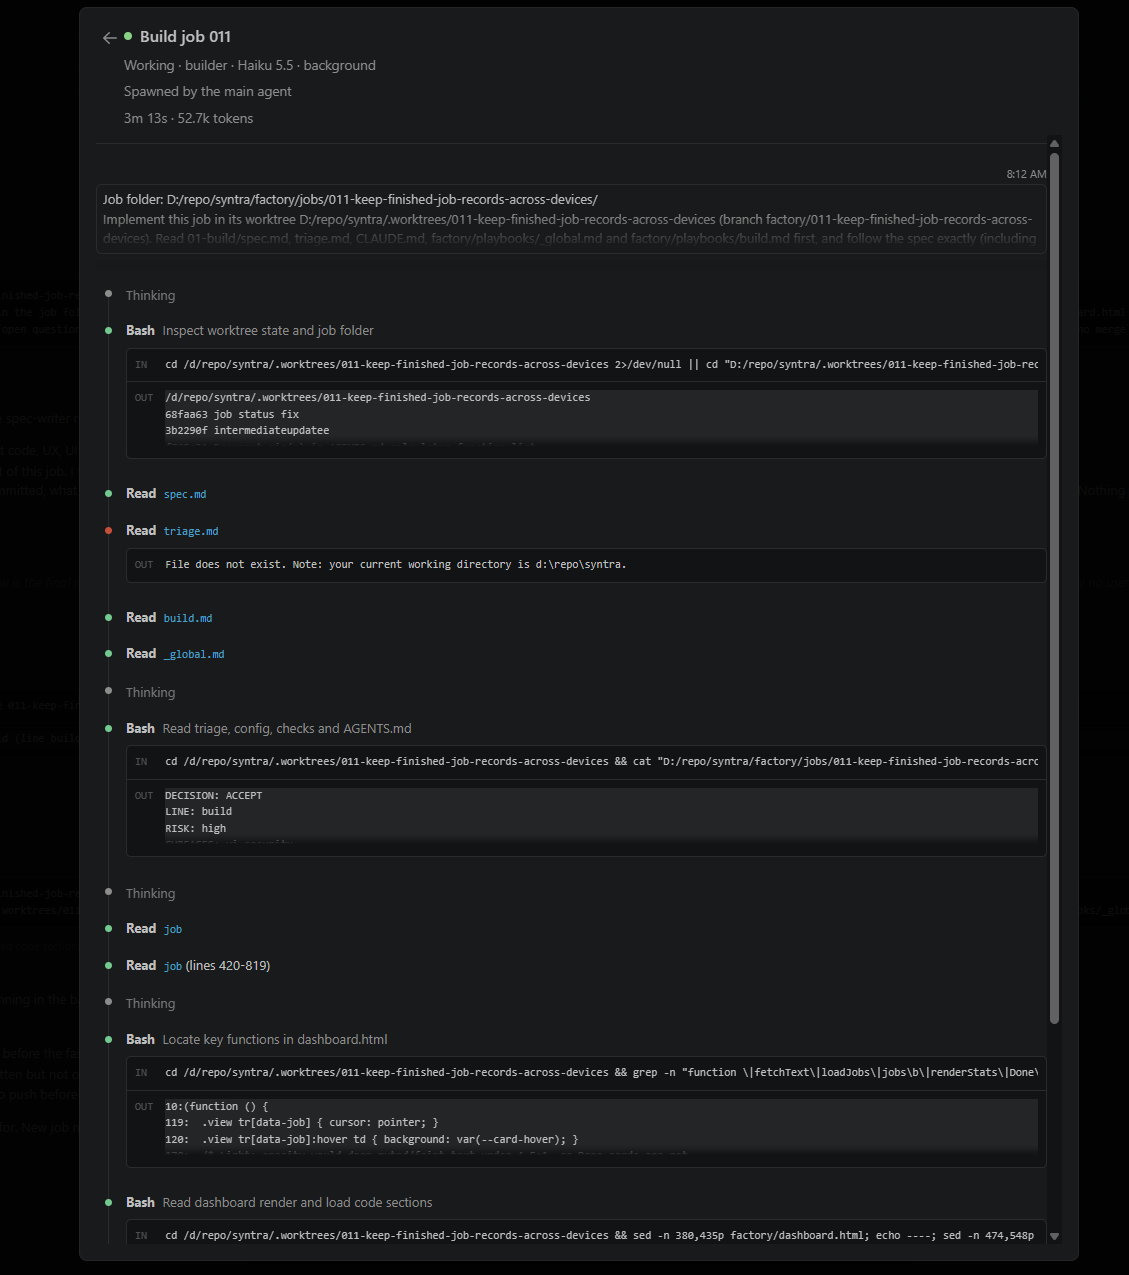 Build job 011
Working · builder · Haiku 5.5 · background
Spawned by the main agent
3m 13s · 52.7k tokens
8:12 AM
Job folder: D:/repo/syntra/factory/jobs/011-keep-finished-job-records-across-devices/
Implement this job in its worktree D:/repo/syntra/.worktrees/011-keep-finished-job-records-across-devices (branch factory/011-keep-finished-job-records-across-
devices). Read 01-build/spec.md, triage.md, CLAUDE.md, factory/playbooks/_global.md and factory/playbooks/build.md first, and follow the spec exactly (including
Thinking
Bash Inspect worktree state and job folder
IN cd /d/repo/syntra/.worktrees/011-keep-finished-job-records-across-devices 2>/dev/null || cd "D:/repo/syntra/.worktrees/011-keep-finished-job-rec
OUT /d/repo/syntra/.worktrees/011-keep-finished-job-records-across-devices
68faa63 job status fix
3b2290f intermediateupdatee
Read spec.md
Read triage.md
OUT File does not exist. Note: your current working directory is d:\repo\syntra.
Read build.md
Read _global.md
Thinking
Bash Read triage, config, checks and AGENTS.md
IN cd /d/repo/syntra/.worktrees/011-keep-finished-job-records-across-devices && cat "D:/repo/syntra/factory/jobs/011-keep-finished-job-records-acro
OUT DECISION: ACCEPT
LINE: build
RISK: high
Thinking
Read job
Read job (lines 420-819)
Thinking
Bash Locate key functions in dashboard.html
IN cd /d/repo/syntra/.worktrees/011-keep-finished-job-records-across-devices && grep -n "function \|fetchText\|loadJobs\|jobs\b\|renderStats\|Done\
OUT 10:(function () {
119: .view tr[data-job] { cursor: pointer; }
120: .view tr[data-job]:hover td { background: var(--card-hover); }
Bash Read dashboard render and load code sections
IN cd /d/repo/syntra/.worktrees/011-keep-finished-job-records-across-devices && sed -n 380,435p factory/dashboard.html; echo ----; sed -n 474,548p